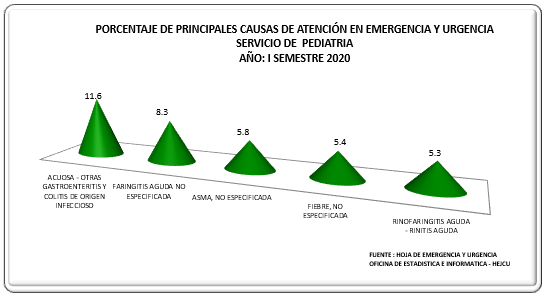 PORCENTAJE DE PRINCIPALES CAUSAS DE ATENCIÓN EN EMERGENCIA Y URGENCIA
SERVICIO DE PEDIATRIA
AÑO: I SEMESTRE 2020
11.6
8.3
5.8
5.4
5.3
ACUOSA - OTRAS
GASTROENTERITIS Y
COLITIS DE ORIGEN
INFECCIOSO
FARINGITIS AGUDA. NO
ESPECIFICADA
ASMA, NO ESPECIFICADA
FIEBRE, NO
ESPECIFICADA
RINOFARINGITIS AGUDA
- RINITIS AGUDA
FUENTE : HOJA DE EMERGENCIA Y URGENCIA
OFICINA DE ESTADISTICA E INFORMATICA - HEJCU